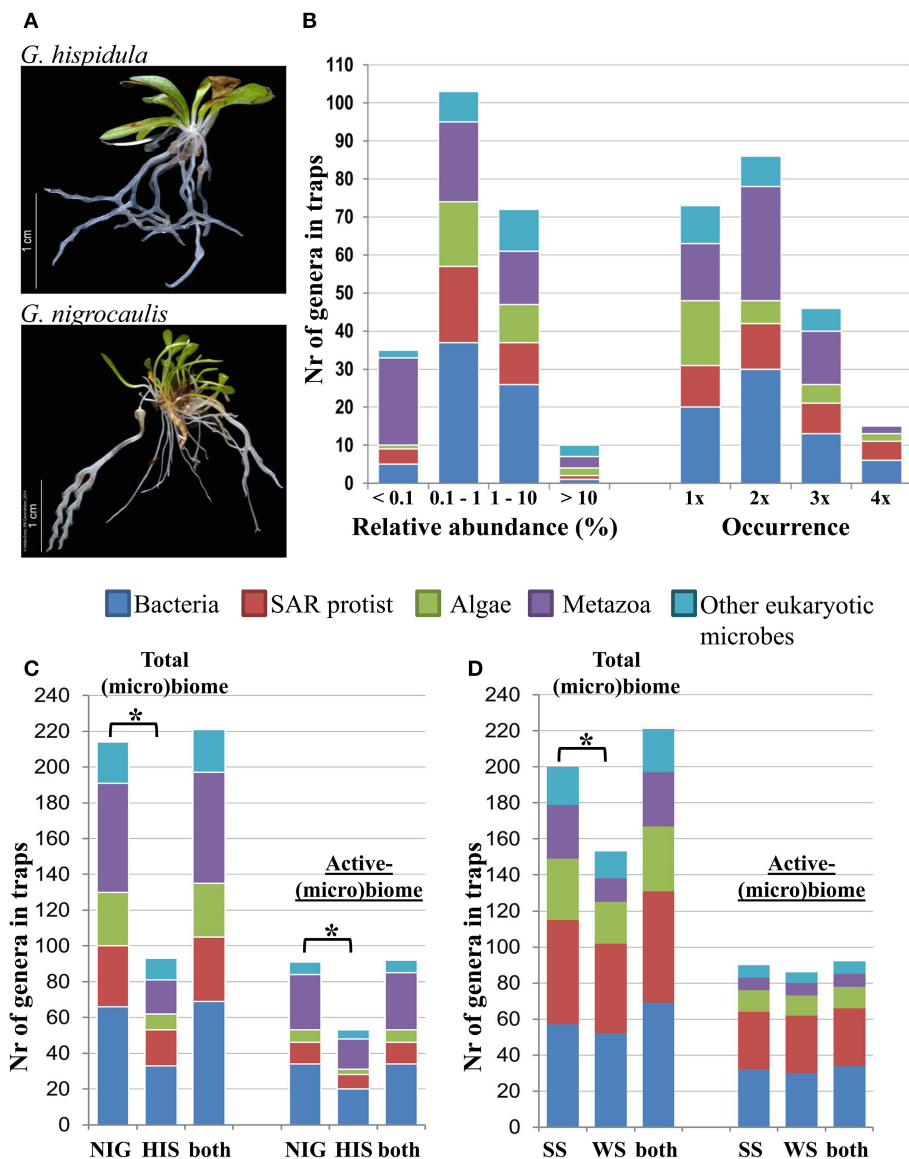 A
G. hispidula
1 cm
G. nigrocaulis
1 cm
B
Nr of genera in traps
110
100
90
80
70
60
50
40
30
20
10
0
< 0.1 0.1 - 1 1 - 10 > 10 1x 2x 3x 4x
Relative abundance (%) Occurrence
Bacteria SAR protist Algae Metazoa Other eukaryotic
microbes
C
Total
(micro)biome
Nr of genera in traps
240
220
200
180
160
140
120
100
80
60
40
20
0
*
Active-
(micro)biome
*
NIG HIS both NIG HIS both
D
Total
(micro)biome
Nr of genera in traps
240
220
200
180
160
140
120
100
80
60
40
20
0
*
Active-
(micro)biome
SS WS both SS WS both